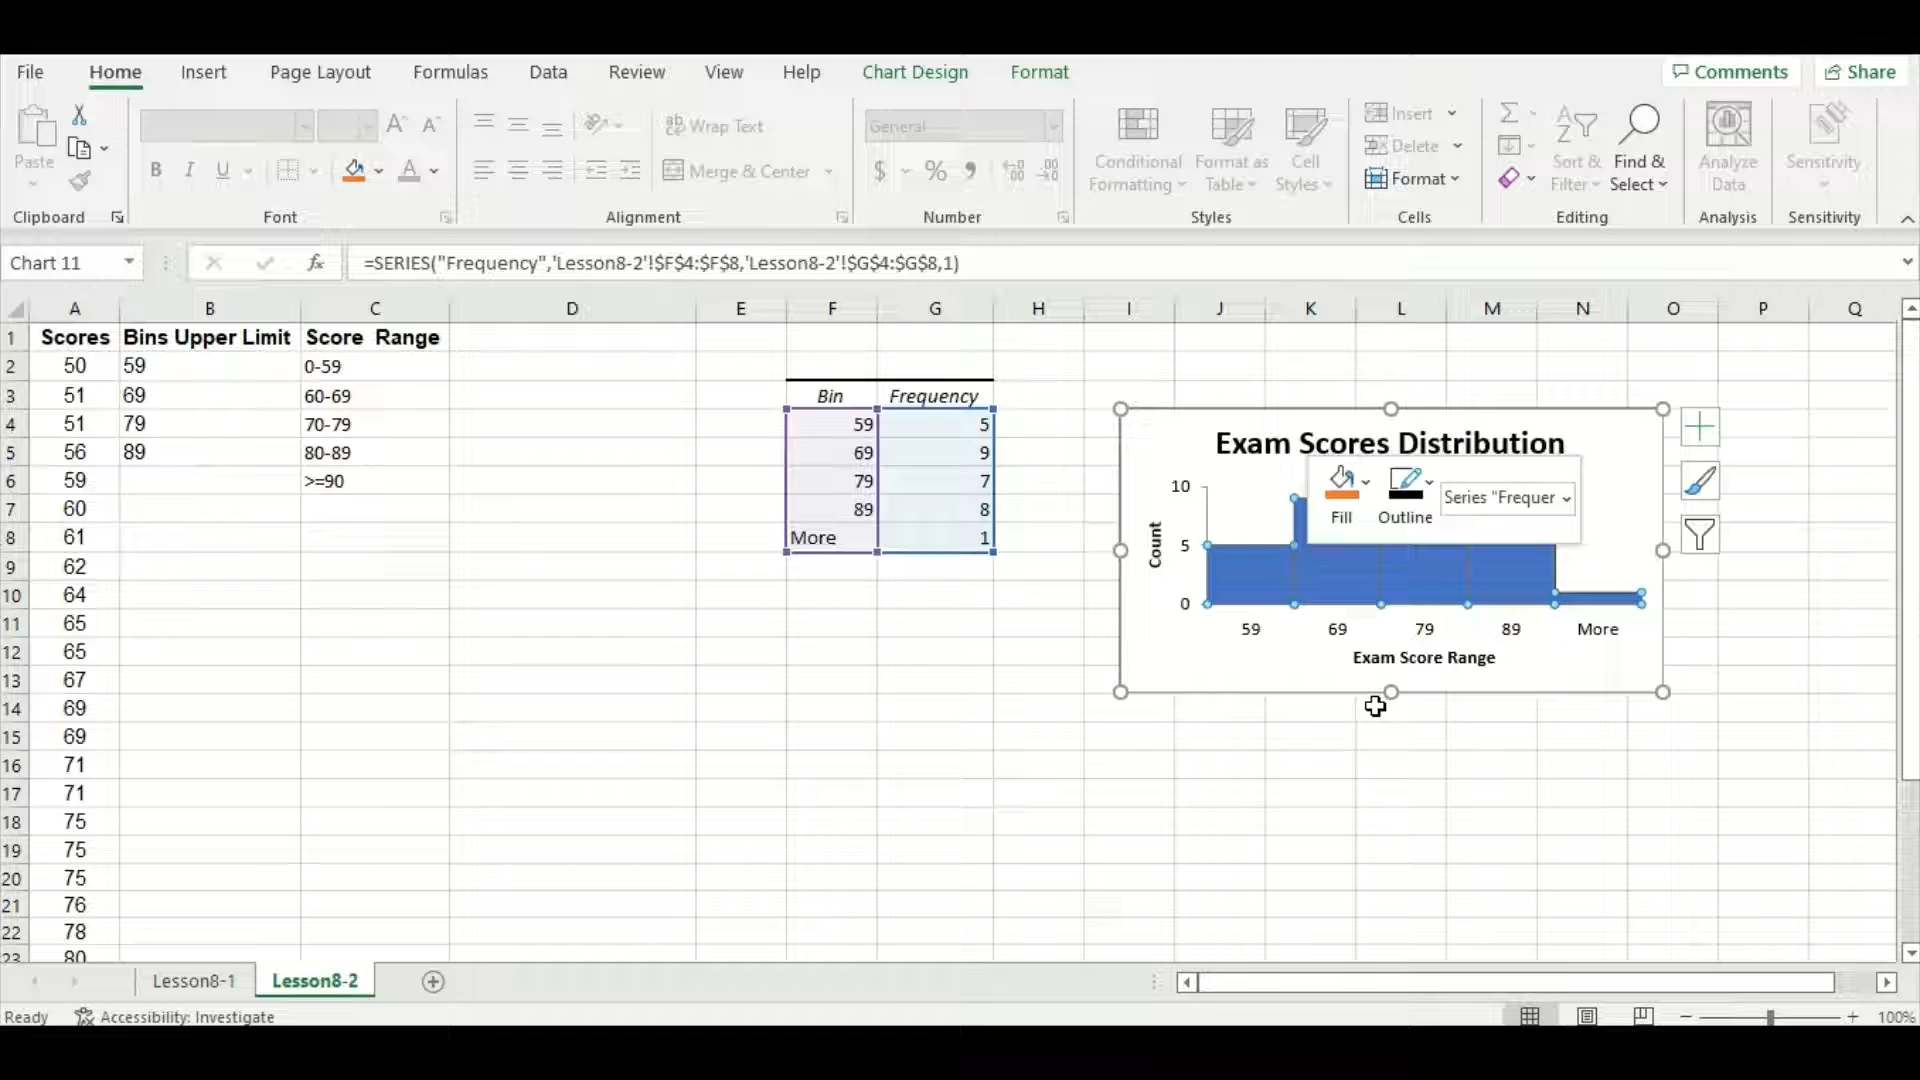 File Home Insert Page Layout Formulas Data Review View Help Chart Design Format Comments Share
Paste
B I U A A A
ab Wrap Text
Merge & Center
General
$ % 9
Conditional Formatting
Format as Table
Cell Styles
Insert
Delete
Format
Sort & Filter
Find & Select
Analyze Data
Sensitivity
Clipboard Font Alignment Number Styles Cells Editing Analysis Sensitivity
Chart 11 fx =SERIES("Frequency",'Lesson8-2'!$F$4:$F$8,'Lesson8-2'!$G$4:$G$8,1)
A B C D E F G H I J K L M N O P Q
1 Scores Bins Upper Limit Score Range
2 50 59 0-59
3 51 69 60-69 Bin Frequency
4 51 79 70-79 59 5
5 56 89 80-89 69 9
6 59 >=90 79 7
7 60 89 8
8 61 More 1
9 62
10 64
11 65
12 65
13 67
14 69
15 69
16 71
17 71
18 75
19 75
20 75
21 76
22 78
23 80
Exam Scores Distribution
Fill Outline Series "Frequer
10
5
0
Count
59 69 79 89 More
Exam Score Range
Lesson8-1 Lesson8-2
Ready Accessibility: Investigate 100%